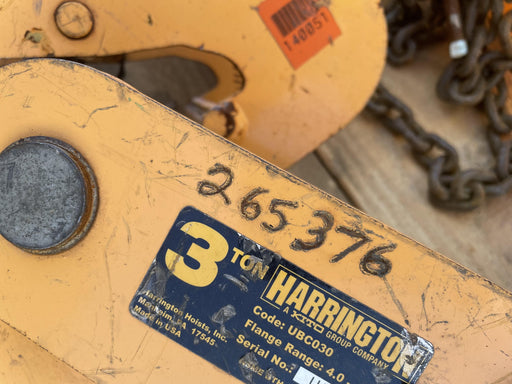 140051
265376
3 TON
HARRINGTON
A KITO GROUP COMPANY
Code: UBC030
Flange Range: 4.0
Serial No.:
Harrington Hoists, Inc.
Manheim, PA 17545
Made in USA